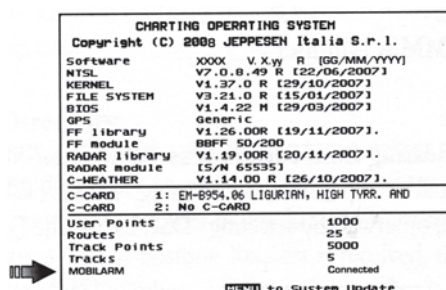 CHARTING OPERATING SYSTEM
Copyright (C) 2008 JEPPESEN Italia S.r.l.
Software XXXX V. X.yy R [GG/MM/YYYY]
NTSL V7.0.8.49 R [22/06/2007]
KERNEL V1.37.0 R [29/10/2007]
FILE SYSTEM V3.21.0 R [15/01/2007]
BIOS V1.4.22 M [29/03/2007]
GPS Generic
FF library V1.26.00R [19/11/2007].
FF module BBFF 50/200
RADAR library V1.19.00R [20/11/2007].
RADAR module [S/N 65535]
C-WEATHER V1.14.00 R [26/10/2007].
C-CARD 1: EM-B954.06 LIGURIAN, HIGH TYRR. AND
C-CARD 2: No C-CARD
User Points 1000
Routes 25
Track Points 5000
Tracks 5
MOBILARM Connected
MENU to System Update